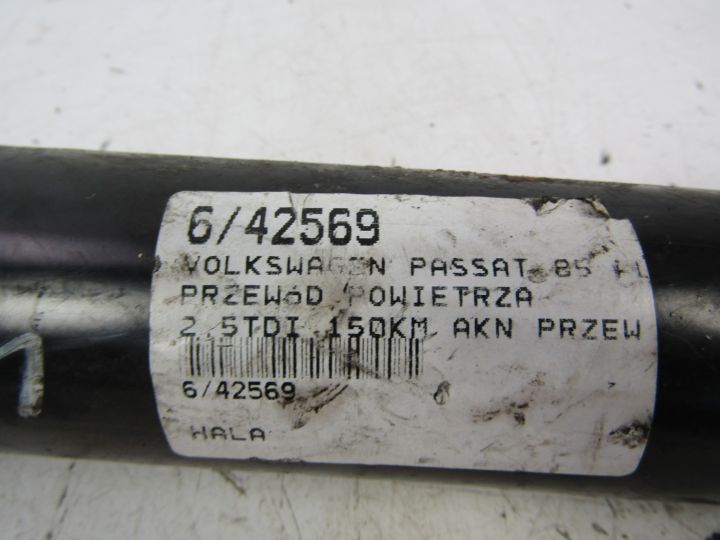 6/42569
VOLKSWAGEN PASSAT B5
PRZEWÓD POWIETRZA
2.5TDI 150KM AKN PRZEW
6/42569
HALA